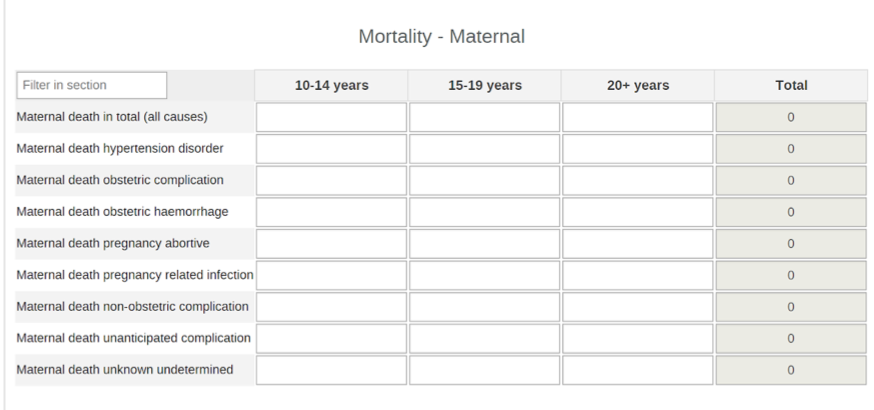 Mortality - Maternal
Filter in section 10-14 years 15-19 years 20+ years Total
Maternal death in total (all causes) 0
Maternal death hypertension disorder 0
Maternal death obstetric complication 0
Maternal death obstetric haemorrhage 0
Maternal death pregnancy abortive 0
Maternal death pregnancy related infection 0
Maternal death non-obstetric complication 0
Maternal death unanticipated complication 0
Maternal death unknown undetermined 0